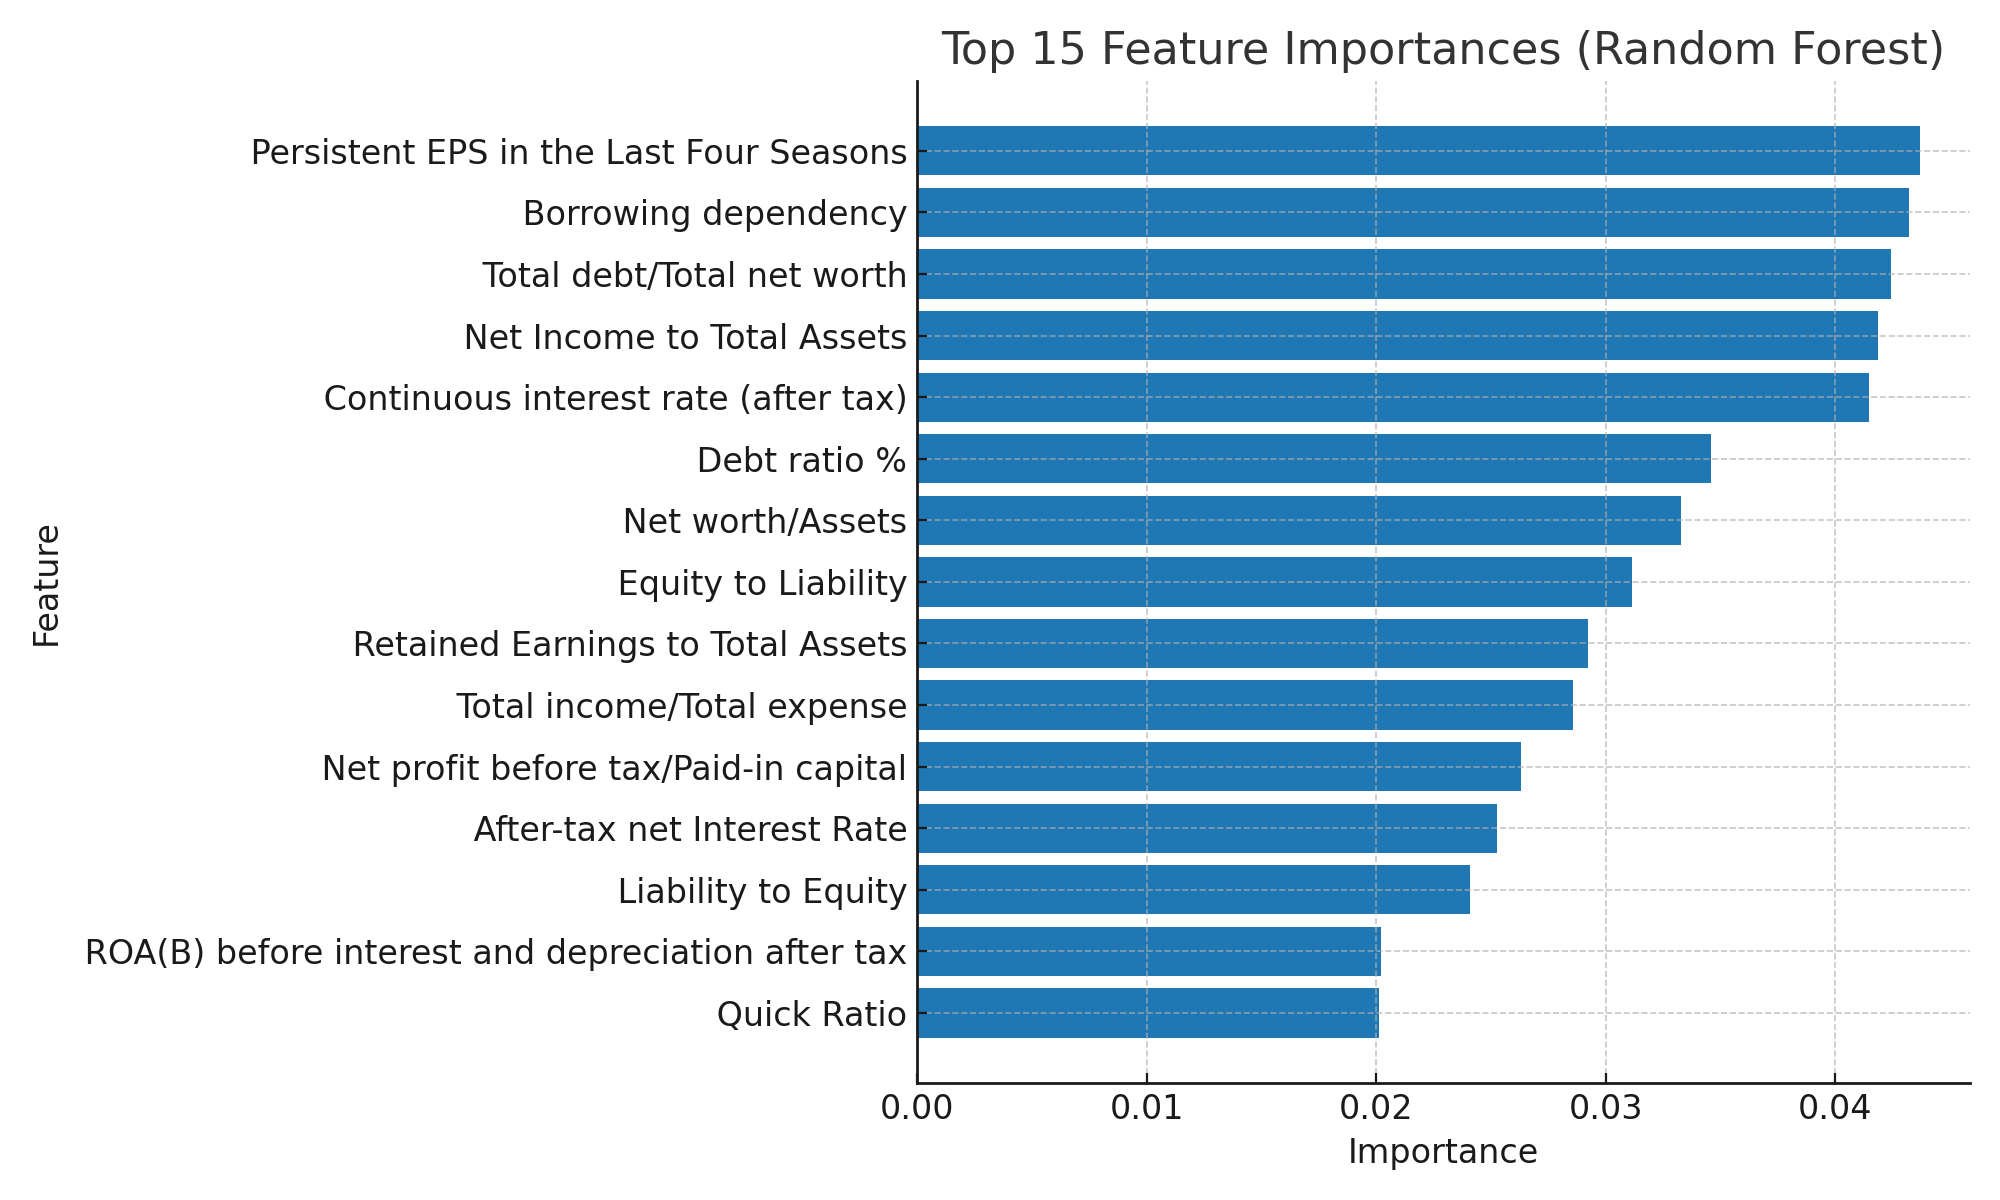 Top 15 Feature Importances (Random Forest)
Persistent EPS in the Last Four Seasons
Borrowing dependency
Total debt/Total net worth
Net Income to Total Assets
Continuous interest rate (after tax)
Debt ratio %
Net worth/Assets
Equity to Liability
Retained Earnings to Total Assets
Total income/Total expense
Net profit before tax/Paid-in capital
After-tax net Interest Rate
Liability to Equity
ROA(B) before interest and depreciation after tax
Quick Ratio
Feature
0.00 0.01 0.02 0.03 0.04
Importance